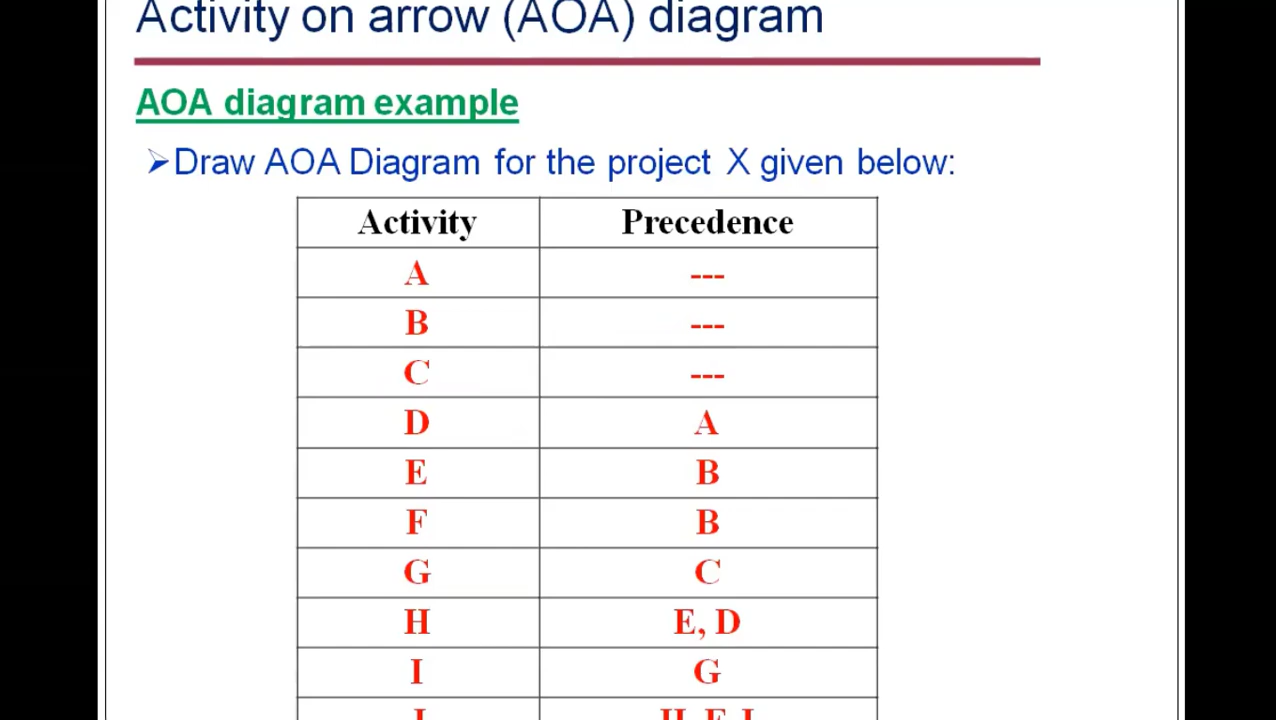 Activity on arrow (AOA) diagram
AOA diagram example
➢Draw AOA Diagram for the project X given below:
Activity Precedence
A ---
B ---
C ---
D A
E B
F B
G C
H E, D
I G